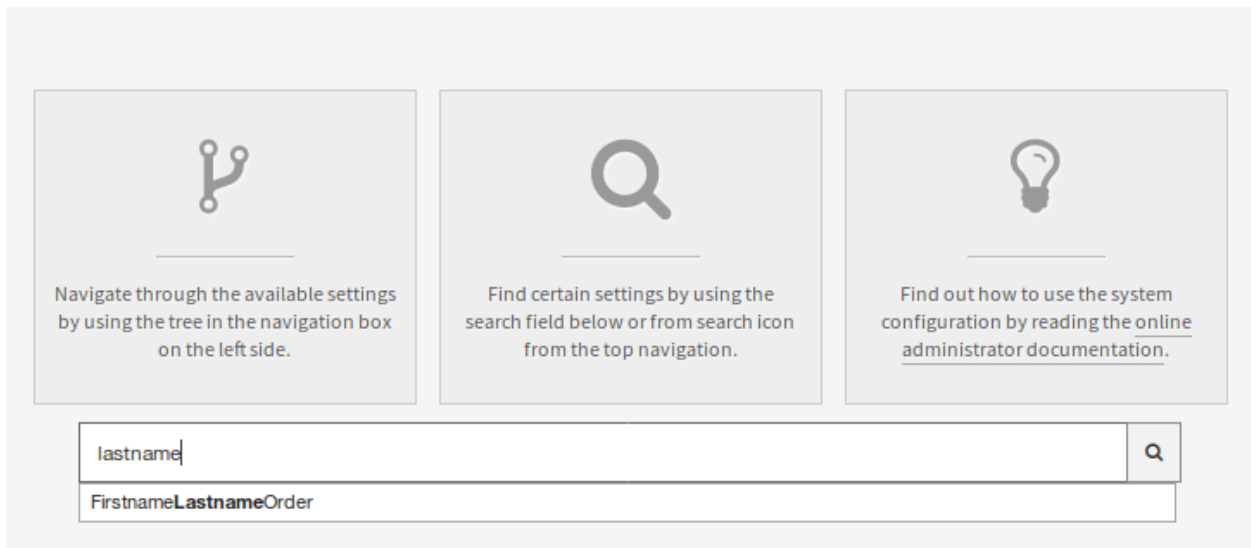 Navigate through the available settings
by using the tree in the navigation box
on the left side.
Find certain settings by using the
search field below or from search icon
from the top navigation.
Find out how to use the system
configuration by reading the online
administrator documentation.
lastname
FirstnameLastnameOrder